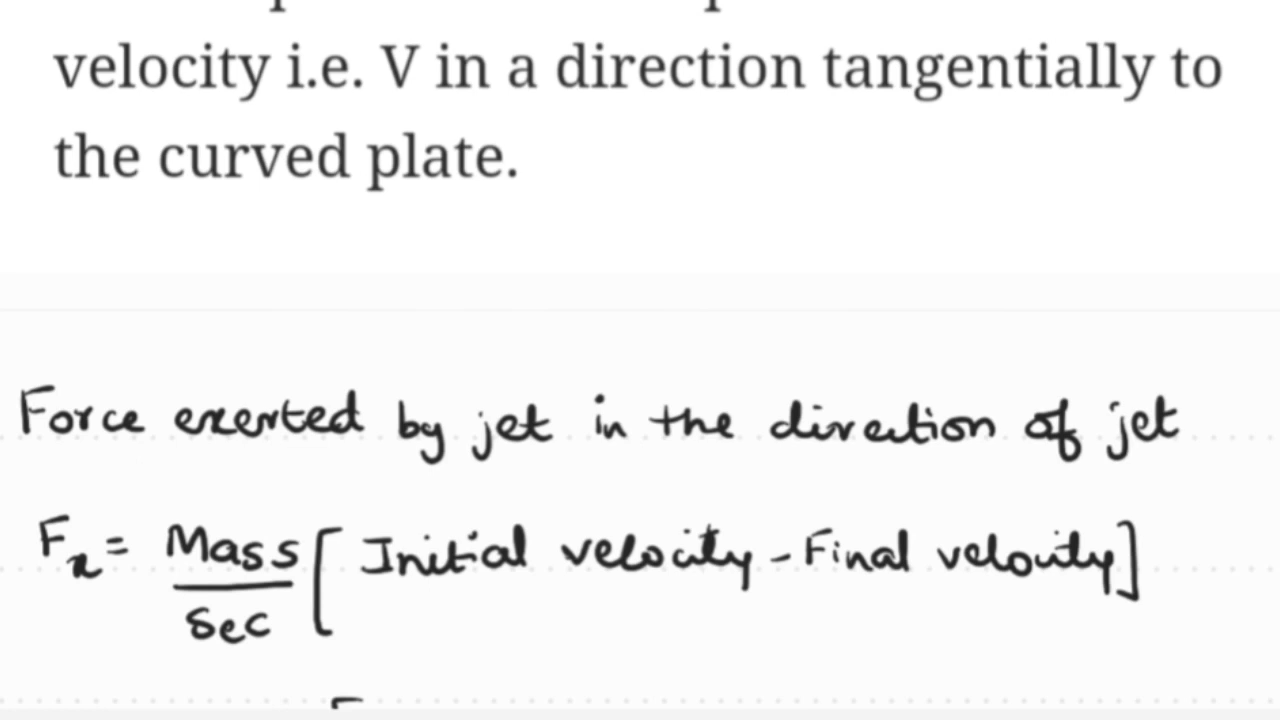 velocity i.e. V in a direction tangentially to
the curved plate.
Force exerted by jet in the direction of jet
Fx = Mass/Sec [Initial velocity - Final velocity]